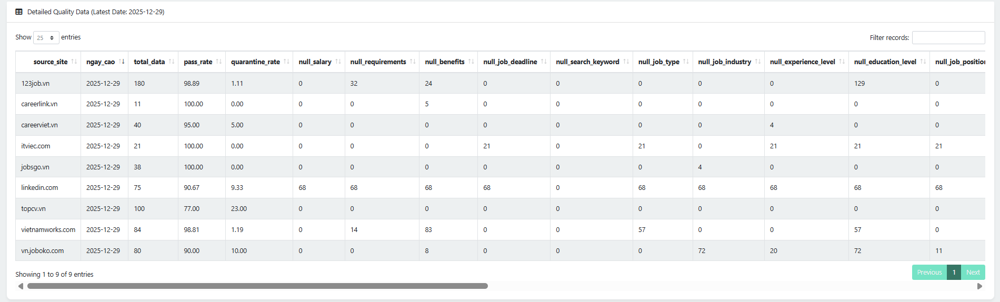 Detailed Quality Data (Latest Date: 2025-12-29)
Show 25 entries
Filter records:
source_site ngay_cao total_data pass_rate quarantine_rate null_salary null_requirements null_benefits null_job_deadline null_search_keyword null_job_type null_job_industry null_experience_level null_education_level null_job_position
123job.vn 2025-12-29 180 98.89 1.11 0 32 24 0 0 0 0 0 129 0
careerlink.vn 2025-12-29 11 100.00 0.00 0 0 5 0 0 0 0 0 0 0
careerviet.vn 2025-12-29 40 95.00 5.00 0 0 0 0 0 0 0 4 0 0
itviec.com 2025-12-29 21 100.00 0.00 0 0 0 21 0 21 0 21 21 21
jobsgo.vn 2025-12-29 38 100.00 0.00 0 0 0 0 0 0 4 0 0 0
linkedin.com 2025-12-29 75 90.67 9.33 68 68 68 68 0 68 68 68 68 68
topcv.vn 2025-12-29 100 77.00 23.00 0 0 0 0 0 0 0 0 0 0
vietnamworks.com 2025-12-29 84 98.81 1.19 0 14 83 0 0 57 0 0 57 0
vn.joboko.com 2025-12-29 80 90.00 10.00 0 0 8 0 0 0 72 20 72 11
Showing 1 to 9 of 9 entries
Previous 1 Next